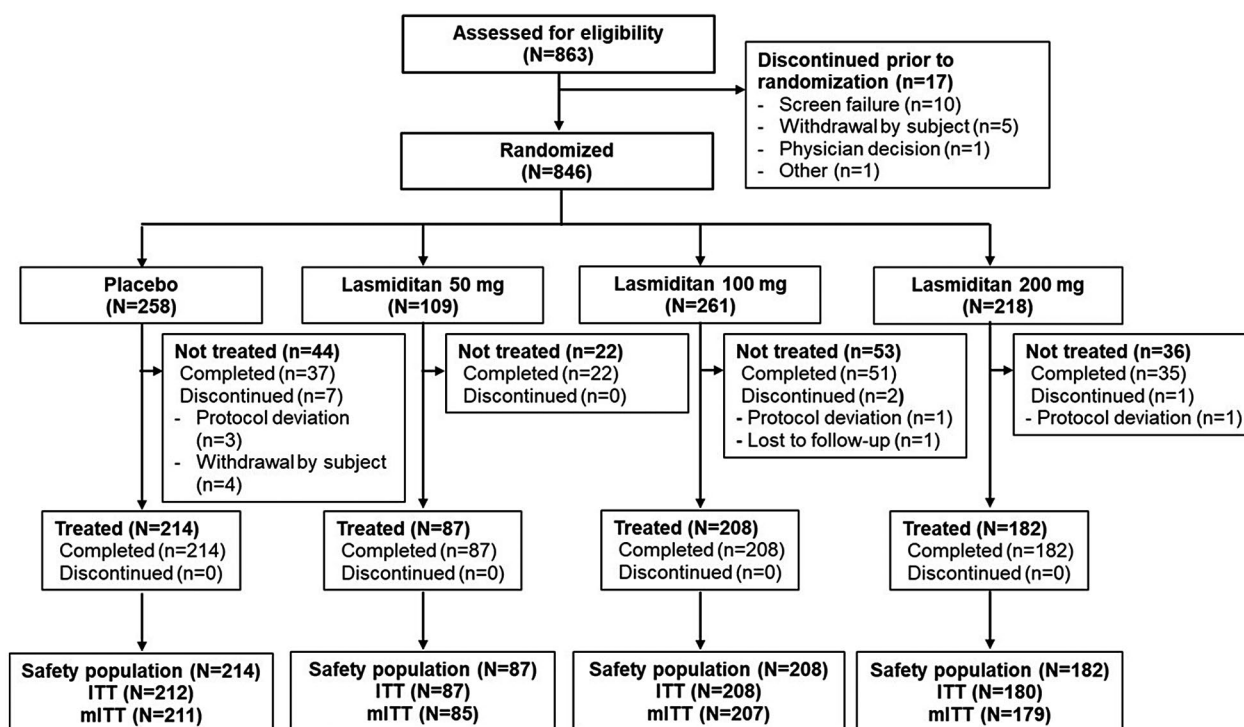 Assessed for eligibility
(N=863)
Discontinued prior to
randomization (n=17)
- Screen failure (n=10)
- Withdrawal by subject (n=5)
- Physician decision (n=1)
- Other (n=1)
Randomized
(N=846)
Placebo
(N=258)
Lasmiditan 50 mg
(N=109)
Lasmiditan 100 mg
(N=261)
Lasmiditan 200 mg
(N=218)
Not treated (n=44)
Completed (n=37)
Discontinued (n=7)
- Protocol deviation
(n=3)
- Withdrawal by subject
(n=4)
Not treated (n=22)
Completed (n=22)
Discontinued (n=0)
Not treated (n=53)
Completed (n=51)
Discontinued (n=2)
- Protocol deviation (n=1)
- Lost to follow-up (n=1)
Not treated (n=36)
Completed (n=35)
Discontinued (n=1)
- Protocol deviation (n=1)
Treated (N=214)
Completed (n=214)
Discontinued (n=0)
Treated (N=87)
Completed (n=87)
Discontinued (n=0)
Treated (N=208)
Completed (n=208)
Discontinued (n=0)
Treated (N=182)
Completed (n=182)
Discontinued (n=0)
Safety population (N=214)
ITT (N=212)
mITT (N=211)
Safety population (N=87)
ITT (N=87)
mITT (N=85)
Safety population (N=208)
ITT (N=208)
mITT (N=207)
Safety population (N=182)
ITT (N=180)
mITT (N=179)